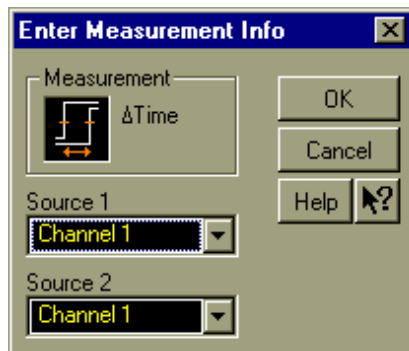 Enter Measurement Info
Measurement
ΔTime
OK
Cancel
Help
?
Source 1
Channel 1
Source 2
Channel 1